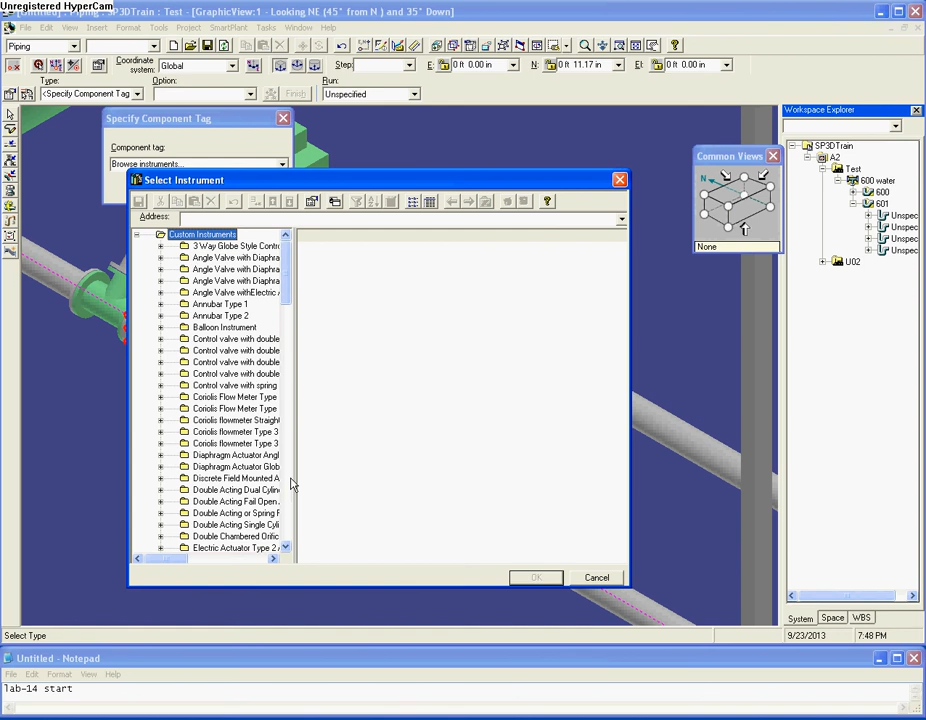 Unregistered HyperCam
Planning - SP3DTrain : Test - [GraphicView:1 - Looking NE (45° from N ) and 35° Down]
SmartPlant Tasks Window Help
Piping
Coordinate system: Global Step: E: 0 ft 0.00 in N: 0 ft 11.17 in El: 0 ft 0.00 in
Type: Option: Run:
<Specify Component Tag Finish Unspecified
Specify Component Tag
Component tag:
Browse instruments...
Select Instrument
Address:
Custom Instruments
3 Way Globe Style Contro
Angle Valve with Diaphra
Angle Valve with Diaphra
Angle Valve with Diaphra
Angle Valve withElectric A
Annubar Type 1
Annubar Type 2
Balloon Instrument
Control valve with double
Control valve with double
Control valve with double
Control valve with double
Control valve with spring
Coriolis Flow Meter Type
Coriolis Flow Meter Type
Coriolis flowmeter Straight
Coriolis flowmeter Type 3
Coriolis flowmeter Type 3
Diaphragm Actuator Angl
Diaphragm Actuator Glob
Discrete Field Mounted A
Double Acting Dual Cylin
Double Acting Fail Open
Double Acting or Spring F
Double Acting Single Cyli
Double Chambered Orific
Electric Actuator Type 2
OK Cancel
Common Views
N
None
Workspace Explorer
SP3DTrain
A2
Test
600 water
600
601
Unspec
Unspec
Unspec
Unspec
U02
System Space WBS
Select Type 9/23/2013 7:48 PM
Untitled - Notepad
File Edit Format View Help
lab-14 start